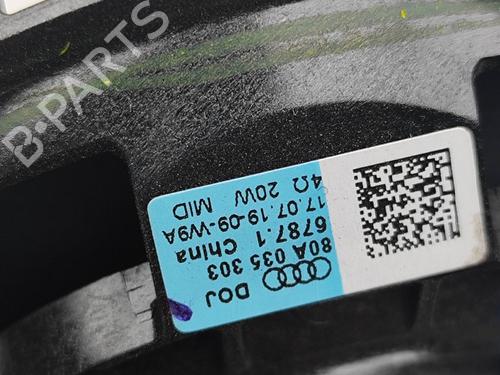 B-PARTS
DOJ
80A 035 303
6787.1 China
17.07.19-09-W9A
4Ω 20W MID